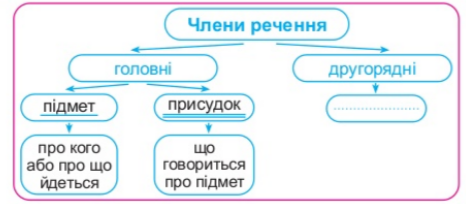 Члени речення
головні
другорядні
підмет
присудок
....................
про кого
або про що
йдеться
що
говориться
про підмет